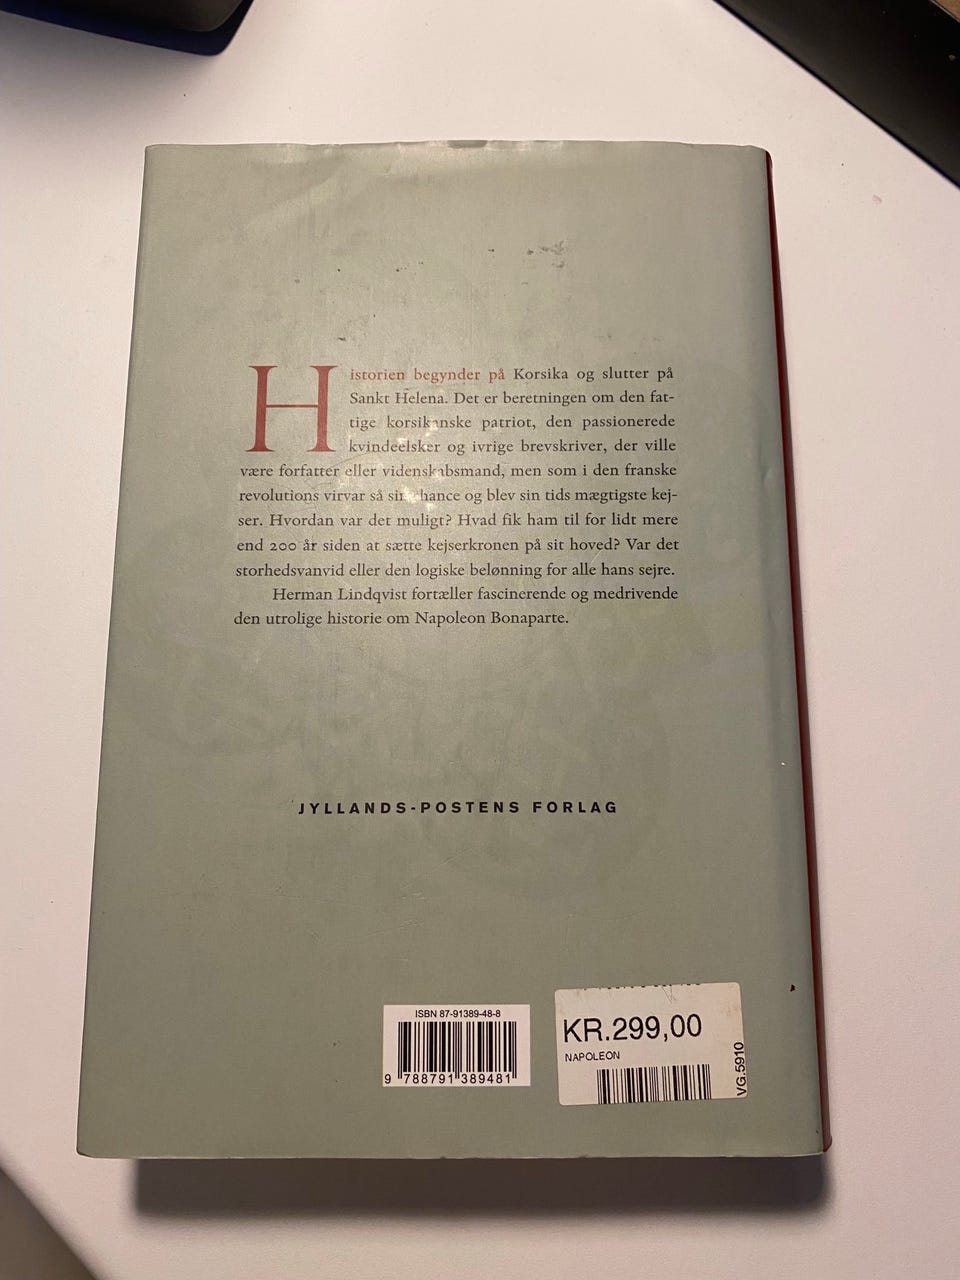 Historien begynder på Korsika og slutter på
Sankt Helena. Det er beretningen om den fat-
tige korsikanske patriot, den passionerede
kvindeelsker og ivrige brevskriver, der ville
være forfatter eller videnskabsmand, men som i den franske
revolutions virvar så sin chance og blev sin tids mægtigste kej-
ser. Hvordan var det muligt? Hvad fik ham til for lidt mere
end 200 år siden at sætte kejserkronen på sit hoved? Var det
storhedsvanvid eller den logiske belønning for alle hans sejre.
Herman Lindqvist fortæller fascinerende og medrivende
den utrolige historie om Napoleon Bonaparte.
JYLLANDS-POSTENS FORLAG
ISBN 87-91389-48-8
9 788791 389481
KR.299,00
NAPOLEON
VG.5910